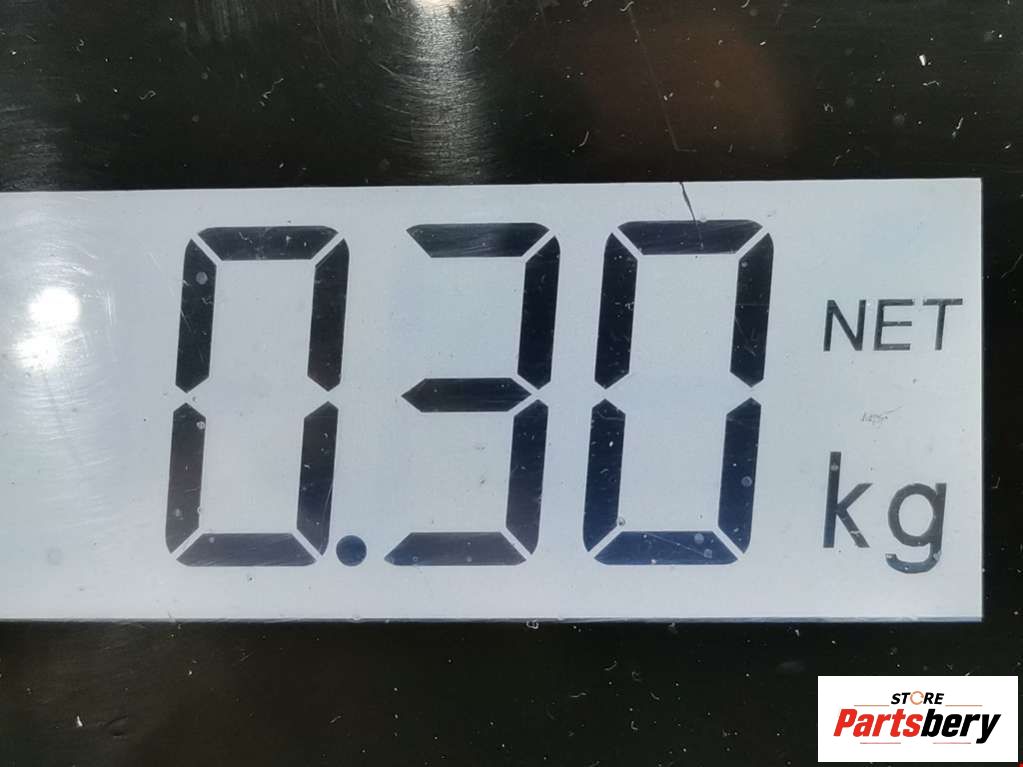 0.30 NET
kg
STORE
Partsbery